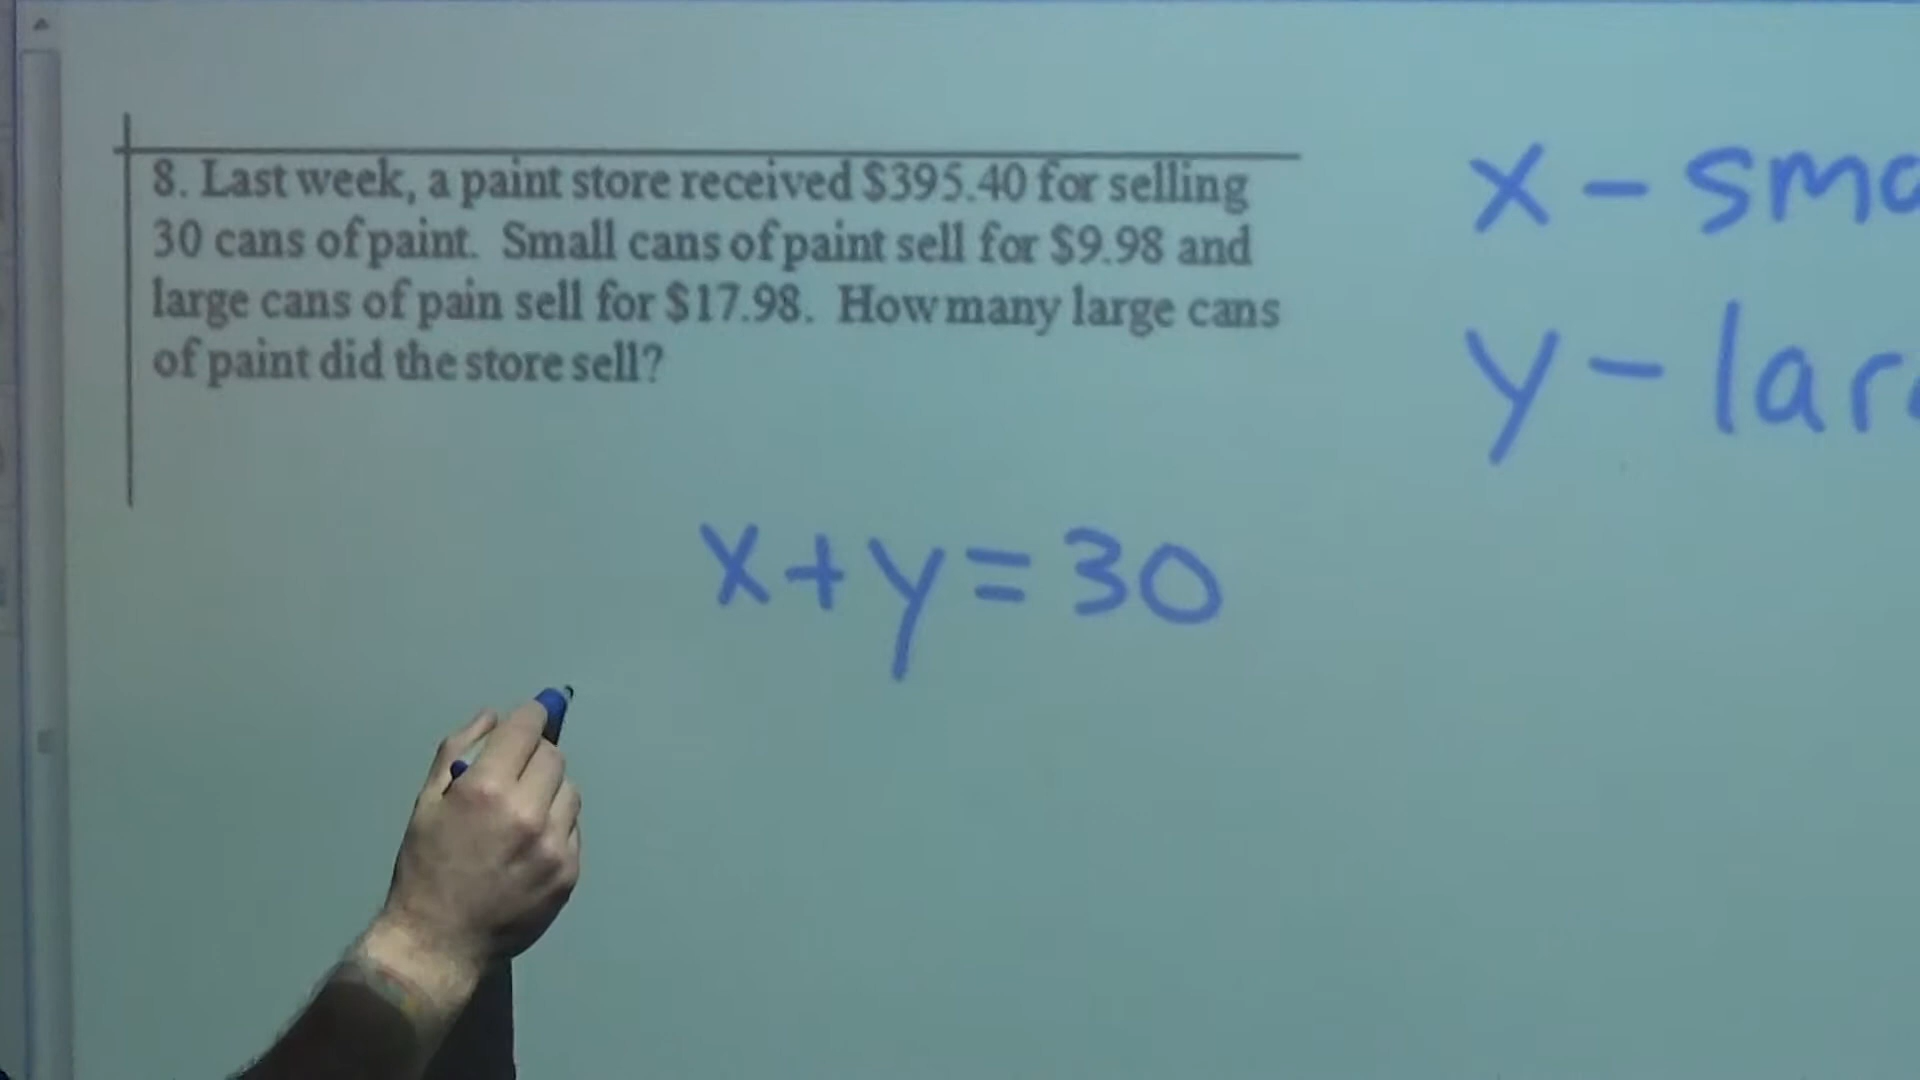 8. Last week, a paint store received $395.40 for selling
30 cans of paint. Small cans of paint sell for $9.98 and
large cans of pain sell for $17.98. How many large cans
of paint did the store sell?
x - sma
y - lar
x + y = 30